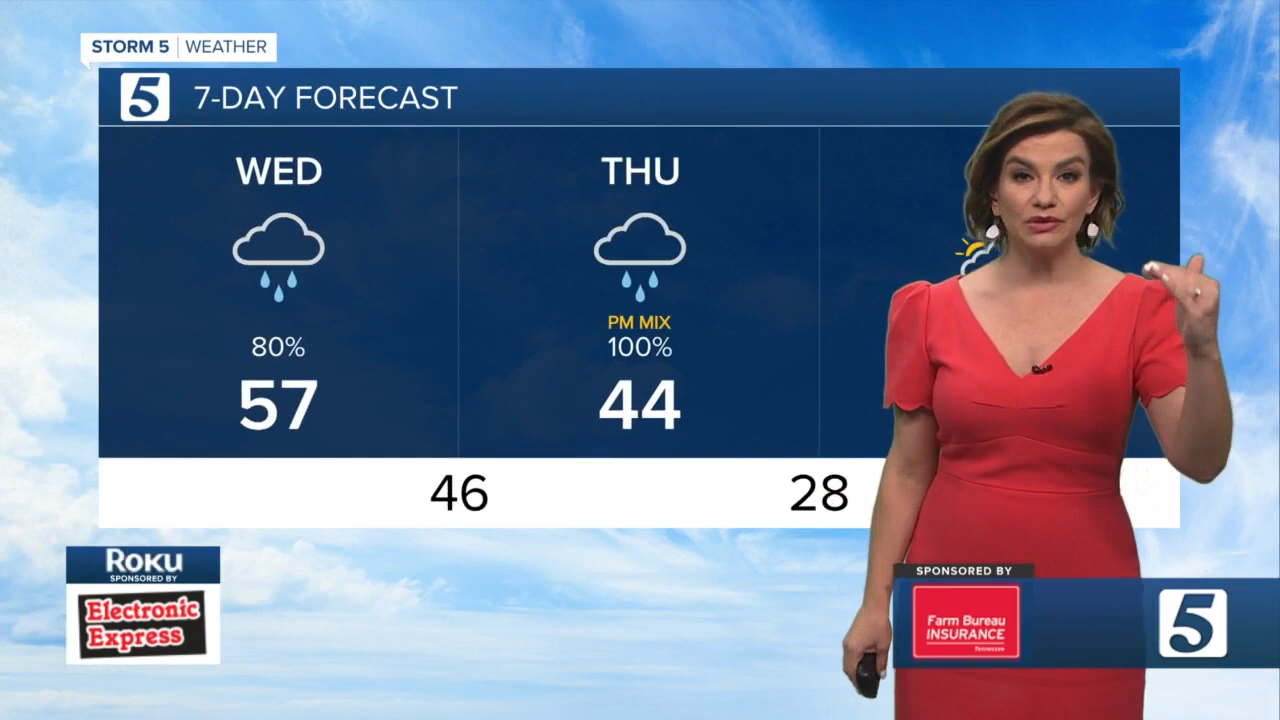 STORM 5 | WEATHER
5 7-DAY FORECAST
WED THU
PM MIX
80% 100%
57 44
46 28
ROKU
SPONSORED BY
Electronic
Express
SPONSORED BY
Farm Bureau
INSURANCE
Tennessee
5